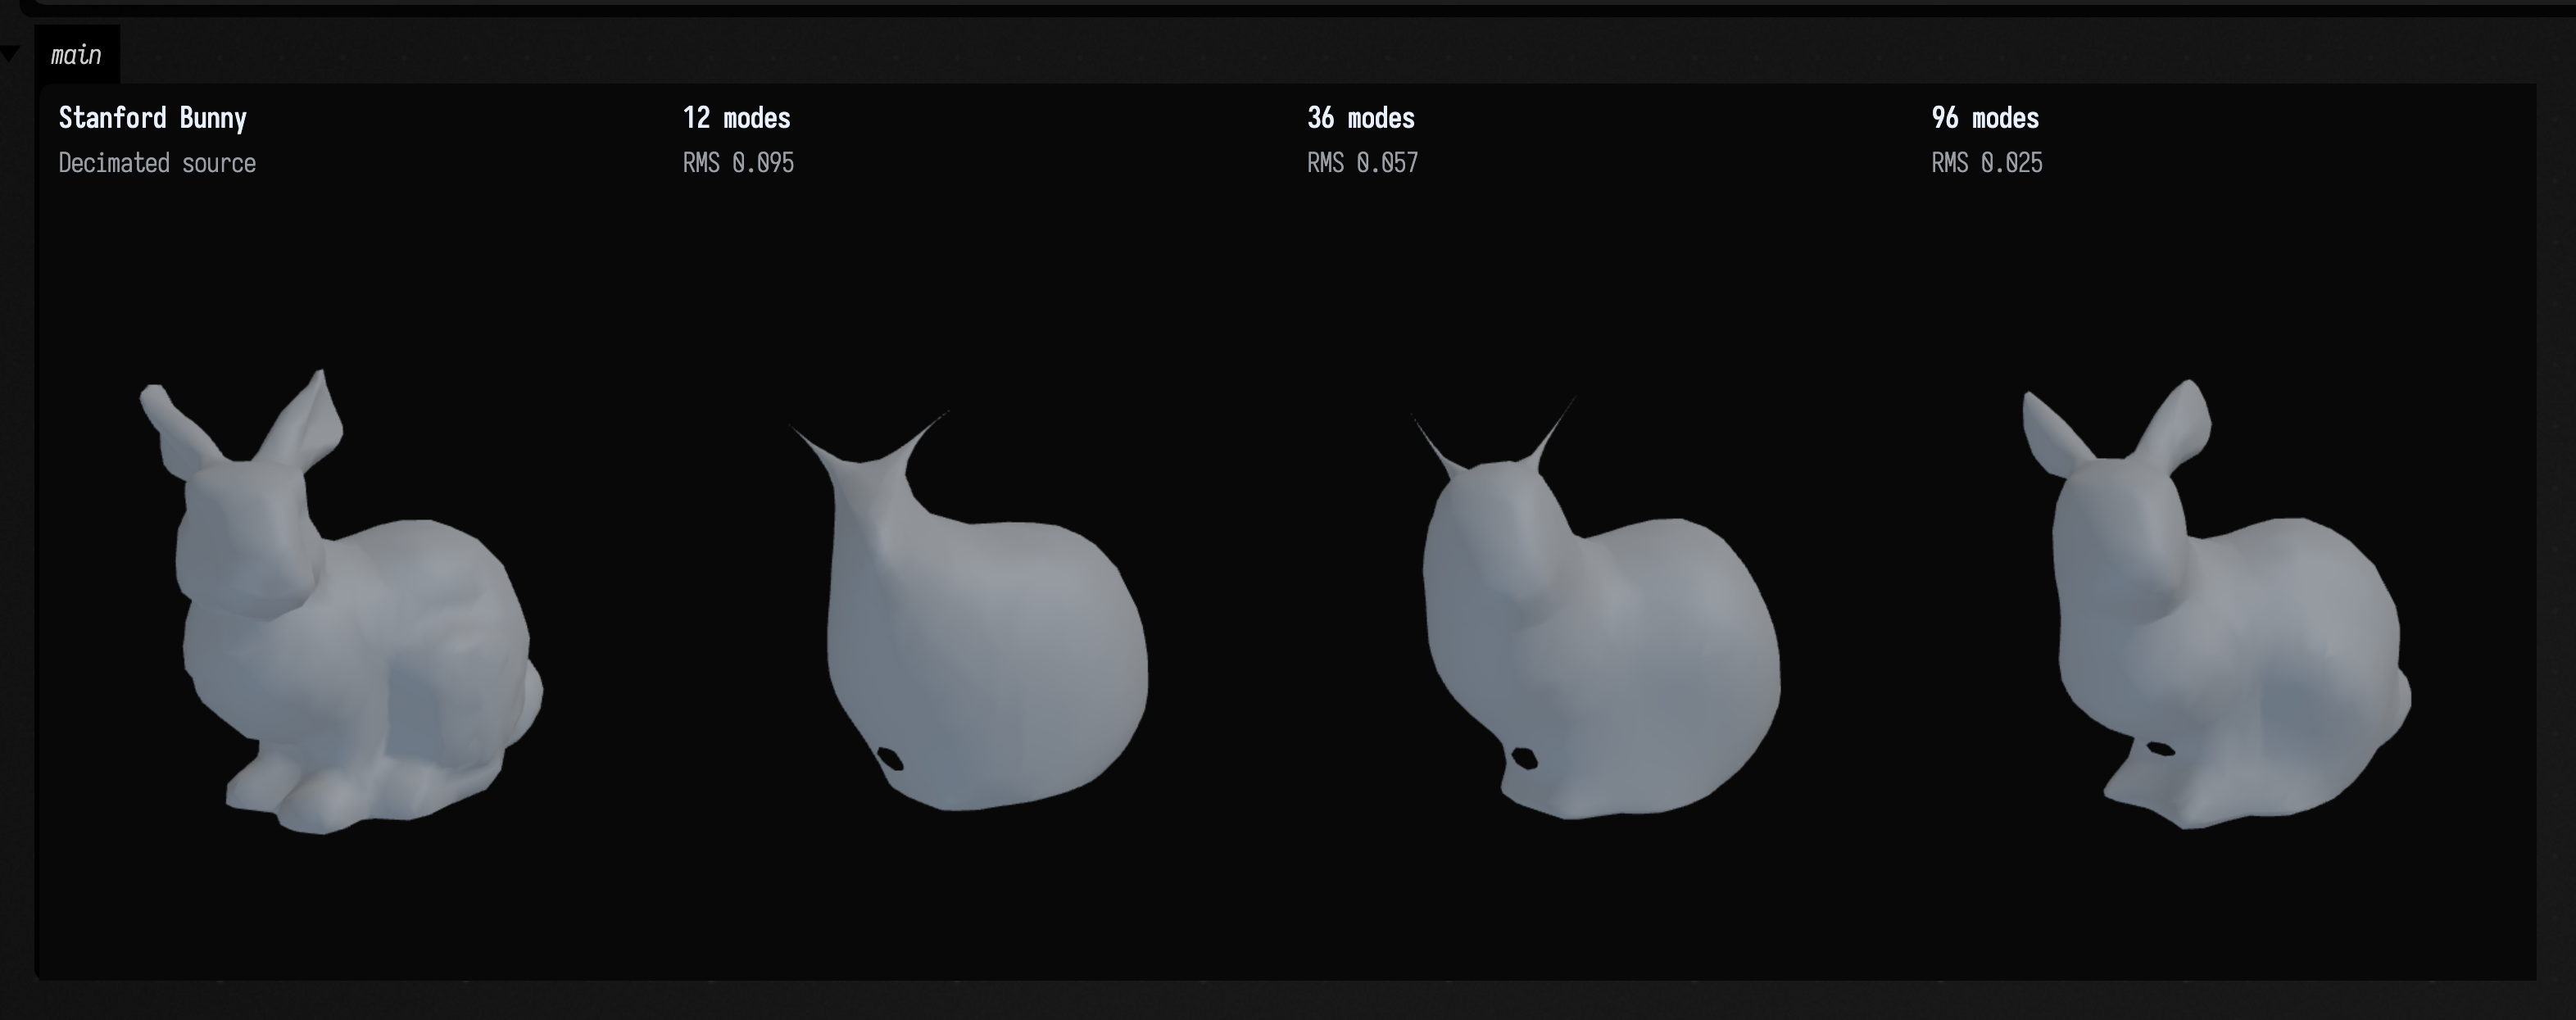 main
Stanford Bunny
Decimated source
12 modes
RMS 0.095
36 modes
RMS 0.057
96 modes
RMS 0.025